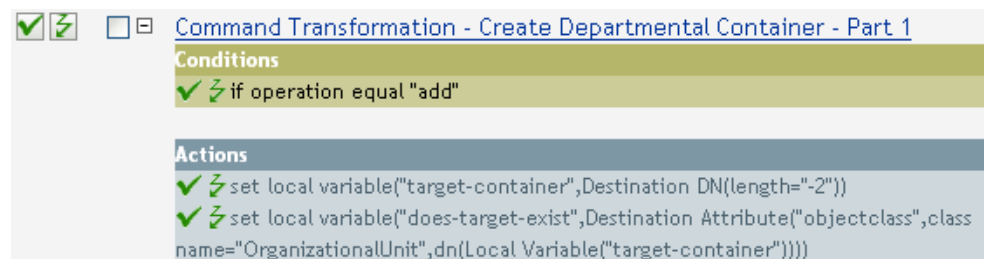 Command Transformation - Create Departmental Container - Part 1
Conditions
if operation equal "add"
Actions
set local variable("target-container",Destination DN(length="-2"))
set local variable("does-target-exist",Destination Attribute("objectclass",class
name="OrganizationalUnit",dn(Local Variable("target-container"))))